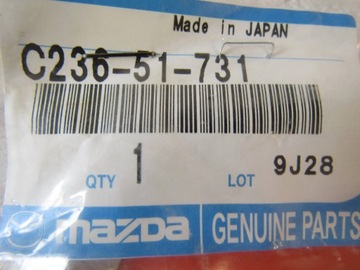 Made in JAPAN
C236-51-731
QTY 1 LOT 9J28
mazda GENUINE PARTS